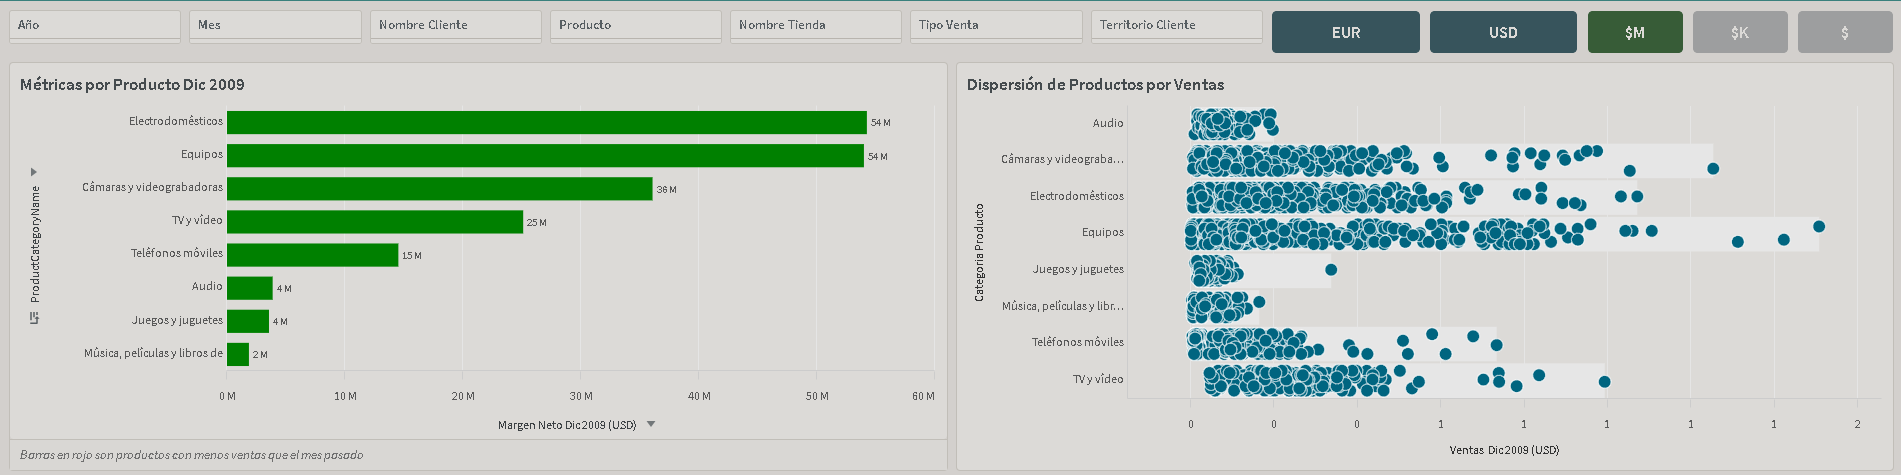 Año
Mes
Nombre Cliente
Producto
Nombre Tienda
Tipo Venta
Territorio Cliente
EUR
USD
$M
$K
$
Métricas por Producto Dic 2009
ProductCategoryName
Electrodomésticos
54 M
Equipos
54 M
Cámaras y videograbadoras
36 M
TV y vídeo
25 M
Teléfonos móviles
15 M
Audio
4 M
Juegos y juguetes
4 M
Música, películas y libros de
2 M
0 M 10 M 20 M 30 M 40 M 50 M 60 M
Margen Neto Dic2009 (USD)
Barras en rojo son productos con menos ventas que el mes pasado
Dispersión de Productos por Ventas
Categoria Producto
Audio
Cámaras y videograba...
Electrodomésticos
Equipos
Juegos y juguetes
Música, películas y libr...
Teléfonos móviles
TV y vídeo
0 0 0 1 1 1 1 1 2
Ventas Dic2009 (USD)